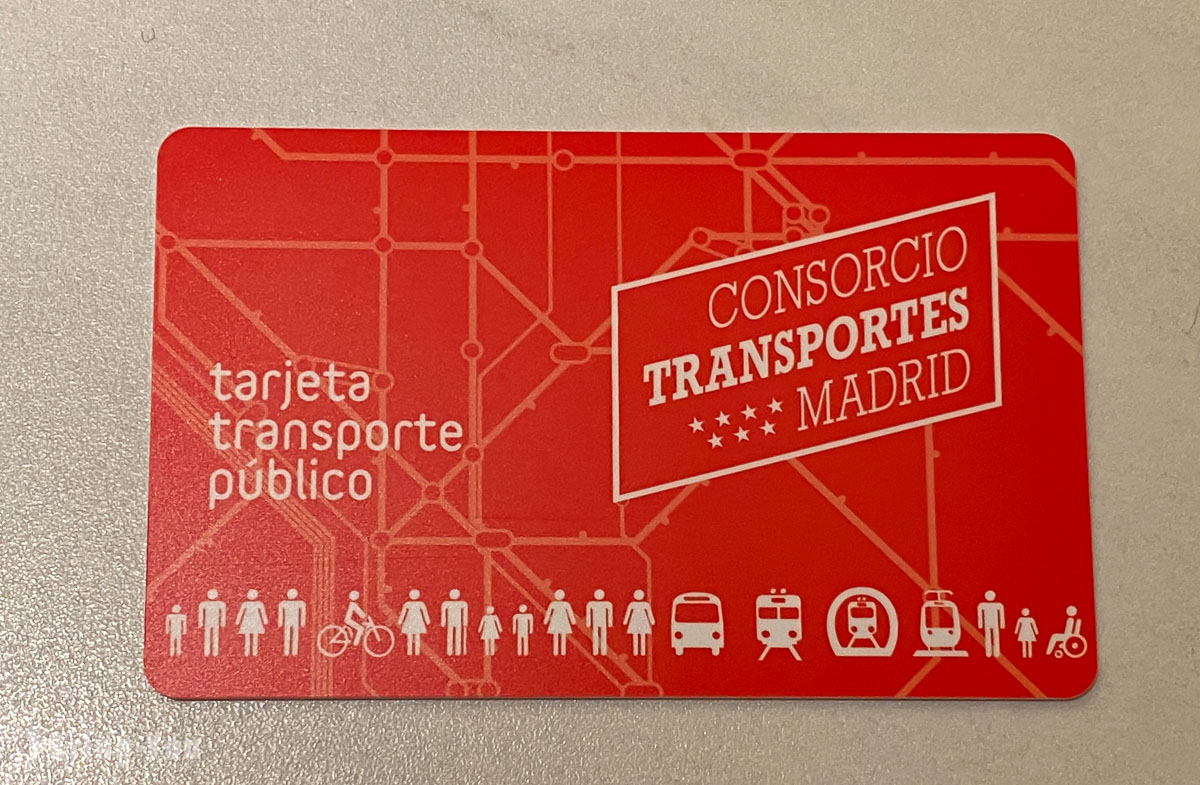 tarjeta
transporte
público
CONSORCIO
TRANSPORTES
MADRID